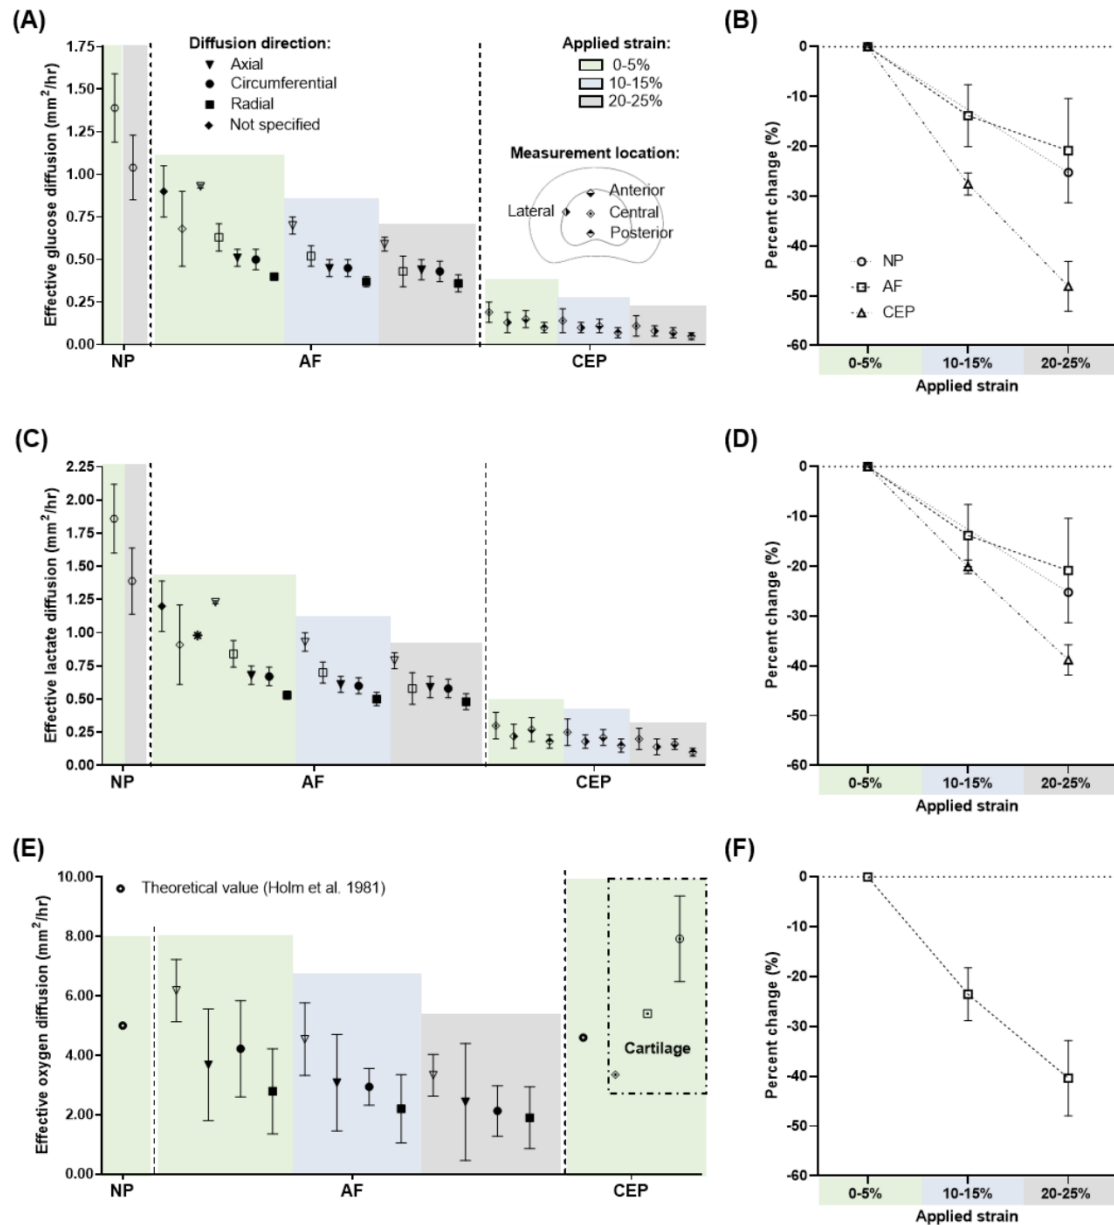 (A)
Effective glucose diffusion (mm²/hr)
1.75
1.50
1.25
1.00
0.75
0.50
0.25
0.00
Diffusion direction:
Axial
Circumferential
Radial
Not specified
Applied strain:
0-5%
10-15%
20-25%
Measurement location:
Anterior
Lateral
Central
Posterior
NP
AF
CEP
(B)
Percent change (%)
0
-10
-20
-30
-40
-50
-60
NP
AF
CEP
0-5%
10-15%
20-25%
Applied strain
(C)
Effective lactate diffusion (mm²/hr)
2.25
2.00
1.75
1.50
1.25
1.00
0.75
0.50
0.25
0.00
NP
AF
CEP
(D)
Percent change (%)
0
-10
-20
-30
-40
-50
-60
0-5%
10-15%
20-25%
Applied strain
(E)
Effective oxygen diffusion (mm²/hr)
10.00
8.00
6.00
4.00
2.00
0.00
Theoretical value (Holm et al. 1981)
Cartilage
NP
AF
CEP
(F)
Percent change (%)
0
-10
-20
-30
-40
-50
-60
0-5%
10-15%
20-25%
Applied strain